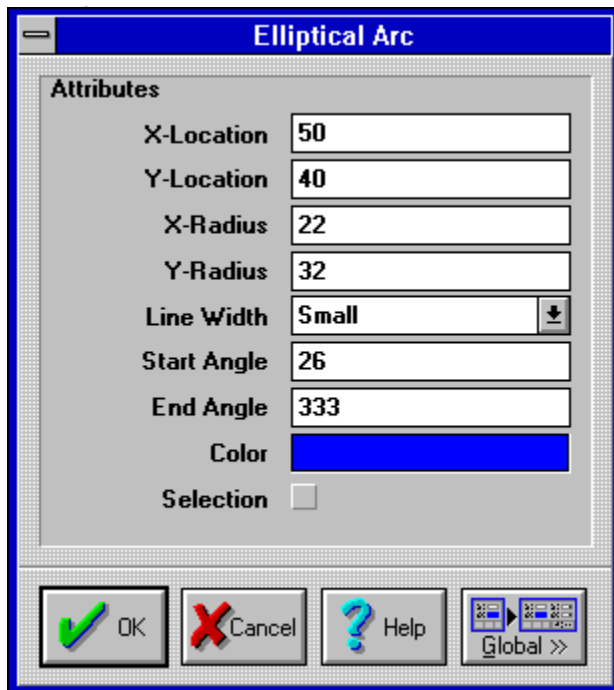 Elliptical Arc
Attributes
X-Location 50
Y-Location 40
X-Radius 22
Y-Radius 32
Line Width Small
Start Angle 26
End Angle 333
Color
Selection
OK Cancel Help Global >>